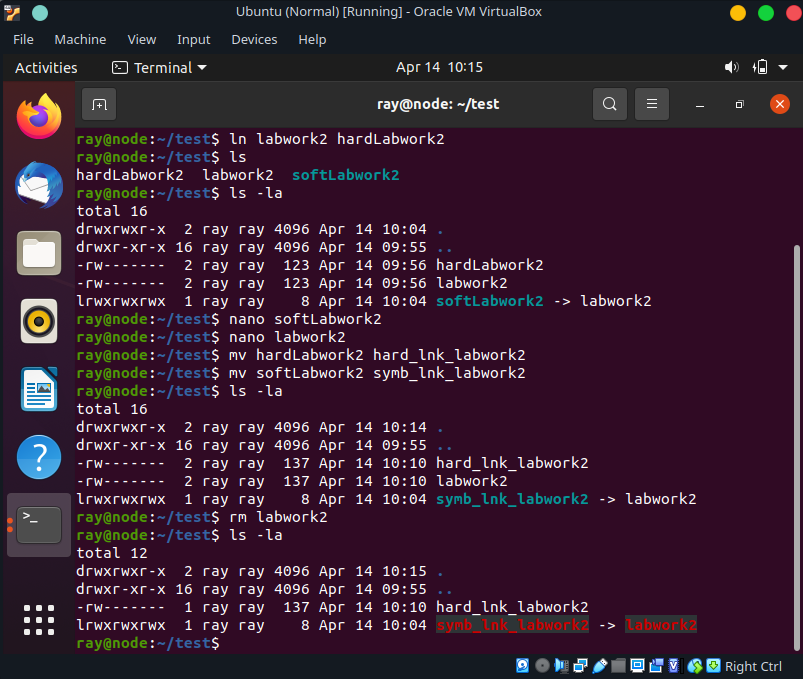 Ubuntu (Normal) [Running] - Oracle VM VirtualBox
File Machine View Input Devices Help
Activities Terminal Apr 14 10:15
ray@node: ~/test
ray@node:~/test$ ln labwork2 hardLabwork2
ray@node:~/test$ ls
hardLabwork2  labwork2  softLabwork2
ray@node:~/test$ ls -la
total 16
drwxrwxr-x  2 ray ray 4096 Apr 14 10:04 .
drwxr-xr-x 16 ray ray 4096 Apr 14 09:55 ..
-rw-------  2 ray ray  123 Apr 14 09:56 hardLabwork2
-rw-------  2 ray ray  123 Apr 14 09:56 labwork2
lrwxrwxrwx  1 ray ray    8 Apr 14 10:04 softLabwork2 -> labwork2
ray@node:~/test$ nano softLabwork2
ray@node:~/test$ nano labwork2
ray@node:~/test$ mv hardLabwork2 hard_lnk_labwork2
ray@node:~/test$ mv softLabwork2 symb_lnk_labwork2
ray@node:~/test$ ls -la
total 16
drwxrwxr-x  2 ray ray 4096 Apr 14 10:14 .
drwxr-xr-x 16 ray ray 4096 Apr 14 09:55 ..
-rw-------  2 ray ray  137 Apr 14 10:10 hard_lnk_labwork2
-rw-------  2 ray ray  137 Apr 14 10:10 labwork2
lrwxrwxrwx  1 ray ray    8 Apr 14 10:04 symb_lnk_labwork2 -> labwork2
ray@node:~/test$ rm labwork2
ray@node:~/test$ ls -la
total 12
drwxrwxr-x  2 ray ray 4096 Apr 14 10:15 .
drwxr-xr-x 16 ray ray 4096 Apr 14 09:55 ..
-rw-------  1 ray ray  137 Apr 14 10:10 hard_lnk_labwork2
lrwxrwxrwx  1 ray ray    8 Apr 14 10:04 symb_lnk_labwork2 -> labwork2
ray@node:~/test$
Right Ctrl